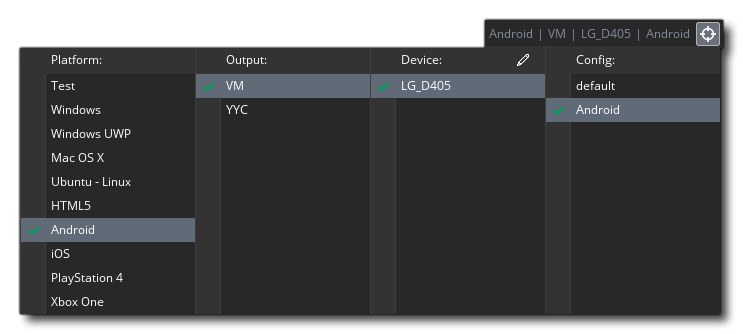 Android | VM | LG_D405 | Android
Platform:
Test
Windows
Windows UWP
Mac OS X
Ubuntu - Linux
HTML5
Android
iOS
PlayStation 4
Xbox One
Output:
VM
YYC
Device:
LG_D405
Config:
default
Android